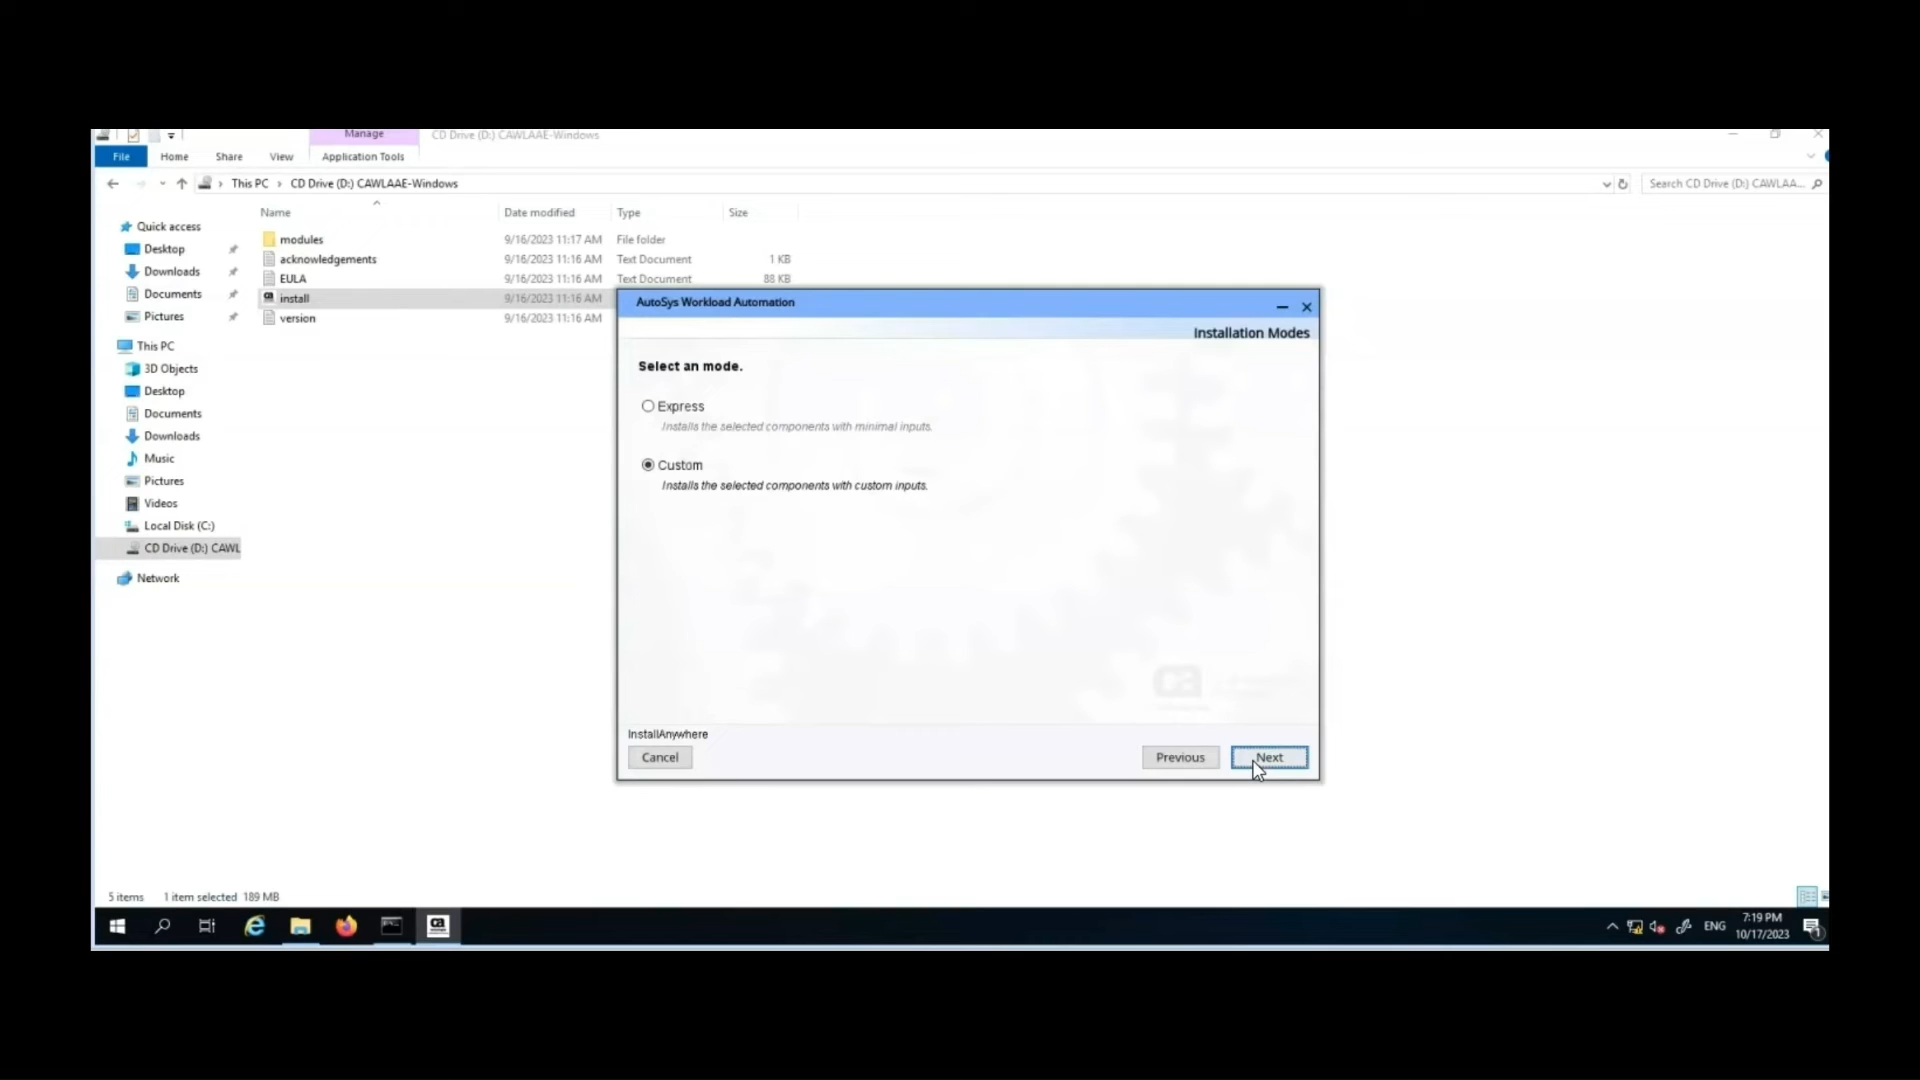 Manage
CD Drive (D:) CAWLAAE-Windows
File
Home
Share
View
Application Tools
This PC
CD Drive (D:) CAWLAAE-Windows
Search CD Drive (D:) CAWLAA...
Name
Date modified
Type
Size
Quick access
Desktop
Downloads
Documents
Pictures
This PC
3D Objects
Desktop
Documents
Downloads
Music
Pictures
Videos
Local Disk (C:)
CD Drive (D:) CAWL
Network
modules 9/16/2023 11:17 AM File folder
acknowledgements 9/16/2023 11:16 AM Text Document 1 KB
EULA 9/16/2023 11:16 AM Text Document 88 KB
install 9/16/2023 11:16 AM
version 9/16/2023 11:16 AM
AutoSys Workload Automation
Installation Modes
Select an mode.
Express
Installs the selected components with minimal inputs.
Custom
Installs the selected components with custom inputs.
ca
InstallAnywhere
Cancel
Previous
Next
5 items 1 item selected 189 MB
ca
ENG
7:19 PM
10/17/2023
1